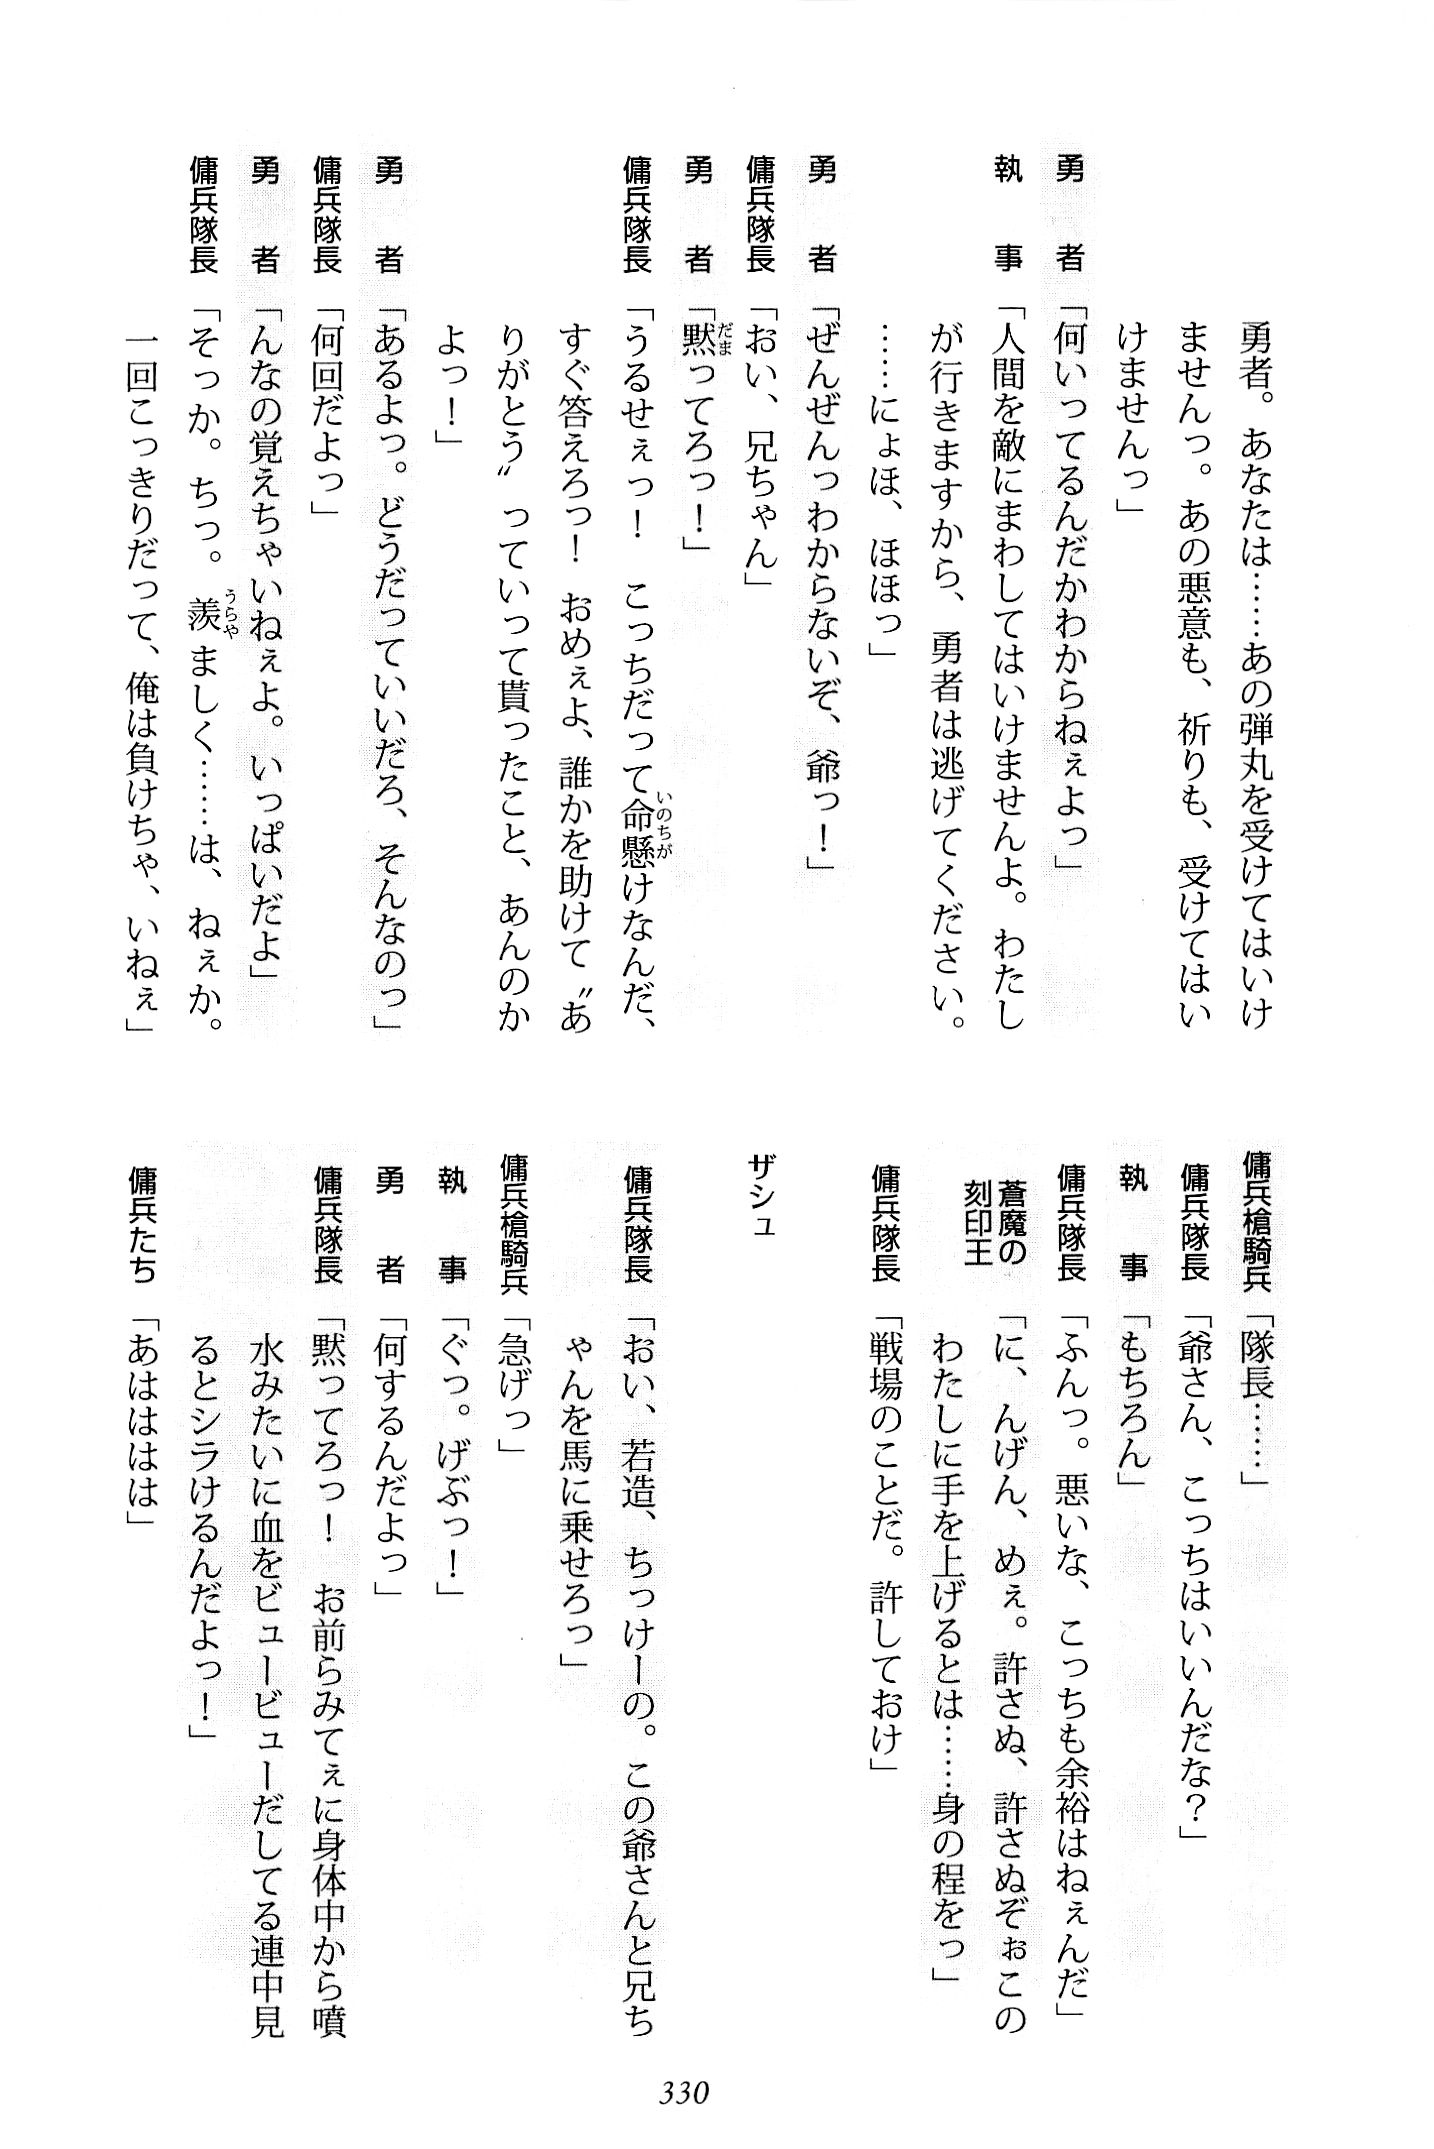 勇者。あなたは……あの弾丸を受けてはいけ
ませんっ。あの悪意も、祈りも、受けてはい
けませんっ」
勇者「何いってるんだかわからねぇよっ」
執事「人間を敵にまわしてはいけませんよ。わたし
が行きますから、勇者は逃げてください。
……にょほ、ほほっ」
勇者「ぜんぜんっわからないぞ、爺っ！」
傭兵隊長「おい、兄ちゃん」
勇者「黙ってろっ！」
傭兵隊長「うるせぇっ！　こっちだって命懸けなんだ、
すぐ答えろっ！　おめぇよ、誰かを助けて〝あ
りがとう〟っていって貰ったこと、あんのか
よっ！」
勇者「あるよっ。どうだっていいだろ、そんなのっ」
傭兵隊長「何回だよっ」
勇者「んなの覚えちゃいねぇよ。いっぱいだよ」
傭兵隊長「そっか。ちっ。羨ましく……は、ねぇか。
一回こっきりだって、俺は負けちゃ、いねぇ」
傭兵槍騎兵「隊長……」
傭兵隊長「爺さん、こっちはいいんだな？」
執事「もちろん」
傭兵隊長「ふんっ。悪いな、こっちも余裕はねぇんだ」
蒼魔の刻印王「に、んげん、めぇ。許さぬ、許さぬぞぉこの
わたしに手を上げるとは……身の程をっ」
傭兵隊長「戦場のことだ。許しておけ」
ザシュ
傭兵隊長「おい、若造、ちっけーの。この爺さんと兄ち
ゃんを馬に乗せろっ」
傭兵槍騎兵「急げっ」
執事「ぐっ。げぶっ！」
勇者「何するんだよっ」
傭兵隊長「黙ってろっ！　お前らみてぇに身体中から噴
水みたいに血をビュービューだしてる連中見
るとシラけるんだよっ！」
傭兵たち「あはははは」
330